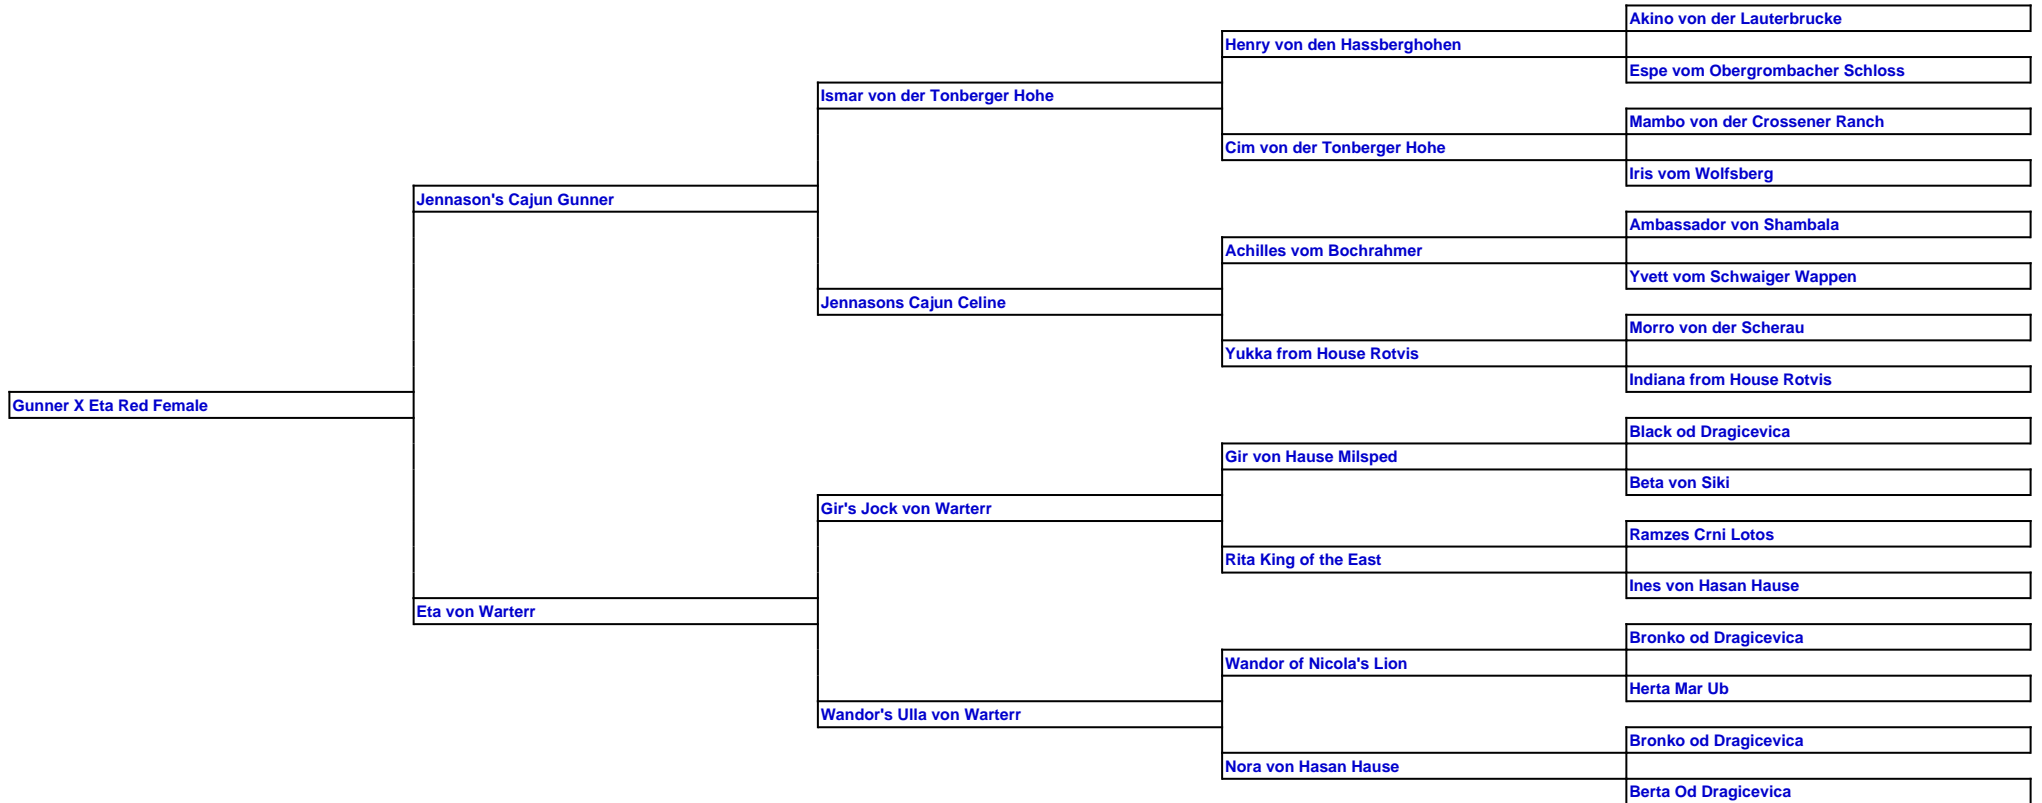 Akino von der Lauterbrucke
Henry von den Hassberghohen
Espe vom Obergrombacher Schloss
Ismar von der Tonberger Hohe
Mambo von der Crossener Ranch
Cim von der Tonberger Hohe
Iris vom Wolfsberg
Jennason's Cajun Gunner
Ambassador von Shambala
Achilles vom Bochrahmer
Yvett vom Schwaiger Wappen
Jennasons Cajun Celine
Morro von der Scherau
Yukka from House Rotvis
Indiana from House Rotvis
Gunner X Eta Red Female
Black od Dragicevica
Gir von Hause Milsped
Beta von Siki
Gir's Jock von Warterr
Ramzes Crni Lotos
Rita King of the East
Ines von Hasan Hause
Eta von Warterr
Bronko od Dragicevica
Wandor of Nicola's Lion
Herta Mar Ub
Wandor's Ulla von Warterr
Bronko od Dragicevica
Nora von Hasan Hause
Berta Od Dragicevica